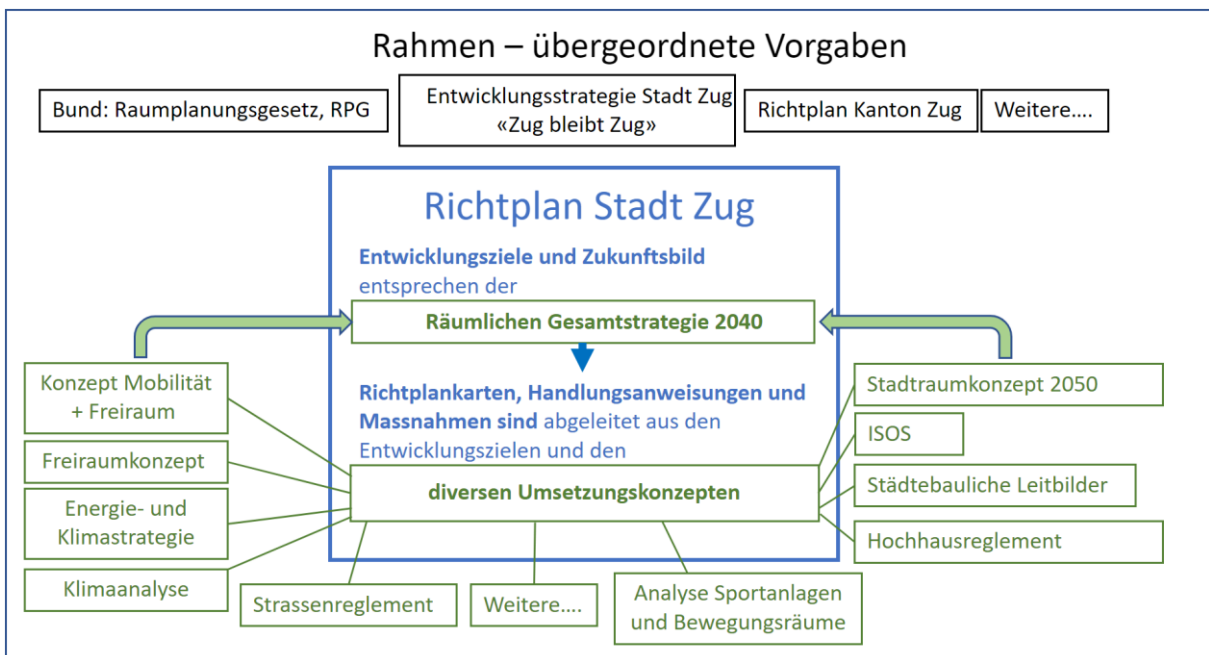 Rahmen – übergeordnete Vorgaben
Bund: Raumplanungsgesetz, RPG
Entwicklungsstrategie Stadt Zug
«Zug bleibt Zug»
Richtplan Kanton Zug
Weitere....
Richtplan Stadt Zug
Entwicklungsziele und Zukunftsbild
entsprechen der
Räumlichen Gesamtstrategie 2040
Richtplankarten, Handlungsanweisungen und
Massnahmen sind abgeleitet aus den
Entwicklungszielen und den
diversen Umsetzungskonzepten
Konzept Mobilität
+ Freiraum
Freiraumkonzept
Energie- und
Klimastrategie
Klimaanalyse
Strassenreglement
Weitere....
Analyse Sportanlagen
und Bewegungsräume
Stadtraumkonzept 2050
ISOS
Städtebauliche Leitbilder
Hochhausreglement